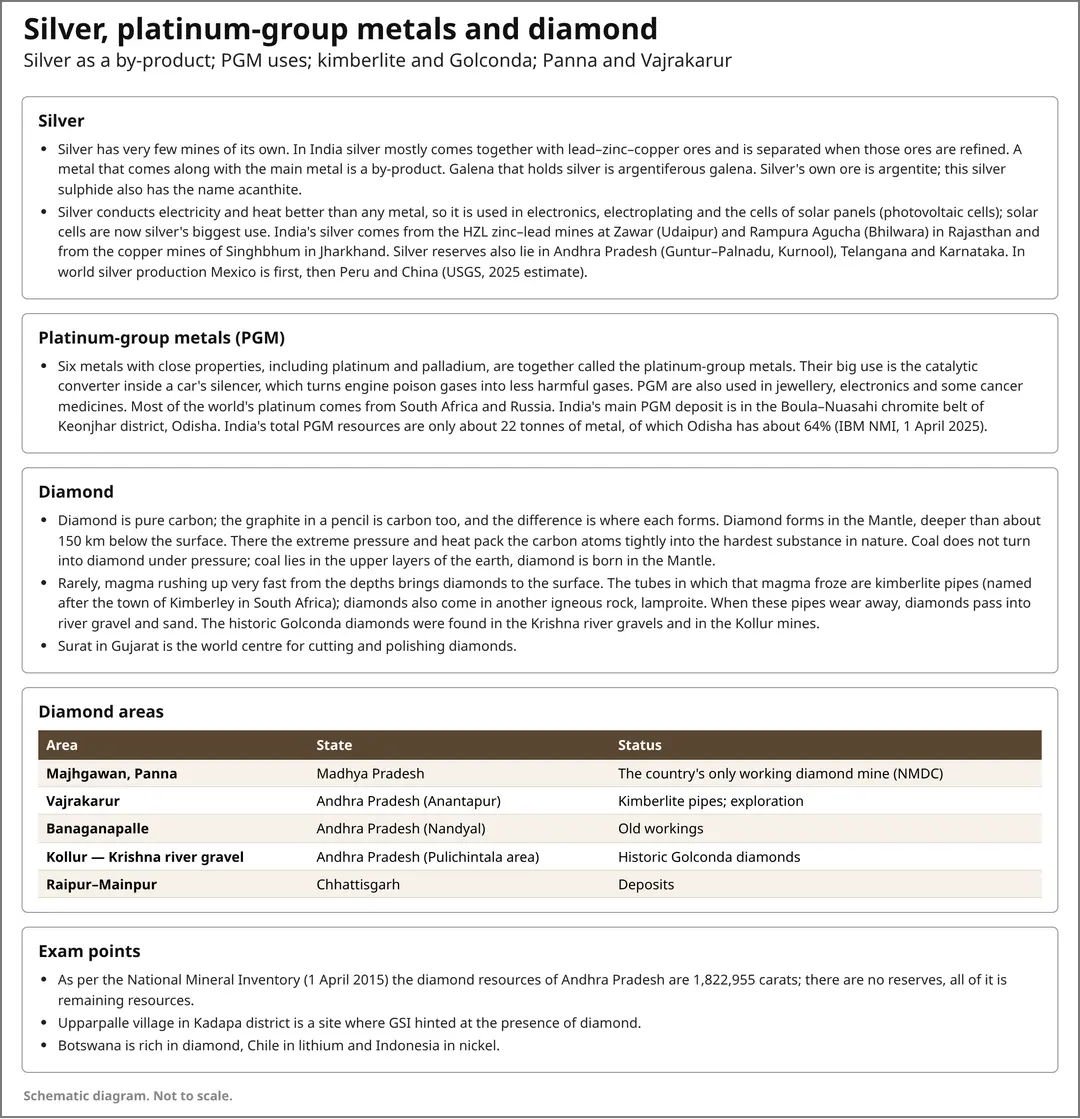 Silver, platinum-group metals and diamond
Silver as a by-product; PGM uses; kimberlite and Golconda; Panna and Vajrakarur
Silver
• Silver has very few mines of its own. In India silver mostly comes together with lead–zinc–copper ores and is separated when those ores are refined. A
metal that comes along with the main metal is a by-product. Galena that holds silver is argentiferous galena. Silver's own ore is argentite; this silver
sulphide also has the name acanthite.
• Silver conducts electricity and heat better than any metal, so it is used in electronics, electroplating and the cells of solar panels (photovoltaic cells); solar
cells are now silver's biggest use. India's silver comes from the HZL zinc–lead mines at Zawar (Udaipur) and Rampura Agucha (Bhilwara) in Rajasthan and
from the copper mines of Singhbhum in Jharkhand. Silver reserves also lie in Andhra Pradesh (Guntur–Palnadu, Kurnool), Telangana and Karnataka. In
world silver production Mexico is first, then Peru and China (USGS, 2025 estimate).
Platinum-group metals (PGM)
• Six metals with close properties, including platinum and palladium, are together called the platinum-group metals. Their big use is the catalytic
converter inside a car's silencer, which turns engine poison gases into less harmful gases. PGM are also used in jewellery, electronics and some cancer
medicines. Most of the world's platinum comes from South Africa and Russia. India's main PGM deposit is in the Boula–Nuasahi chromite belt of
Keonjhar district, Odisha. India's total PGM resources are only about 22 tonnes of metal, of which Odisha has about 64% (IBM NMI, 1 April 2025).
Diamond
• Diamond is pure carbon; the graphite in a pencil is carbon too, and the difference is where each forms. Diamond forms in the Mantle, deeper than about
150 km below the surface. There the extreme pressure and heat pack the carbon atoms tightly into the hardest substance in nature. Coal does not turn
into diamond under pressure; coal lies in the upper layers of the earth, diamond is born in the Mantle.
• Rarely, magma rushing up very fast from the depths brings diamonds to the surface. The tubes in which that magma froze are kimberlite pipes (named
after the town of Kimberley in South Africa); diamonds also come in another igneous rock, lamproite. When these pipes wear away, diamonds pass into
river gravel and sand. The historic Golconda diamonds were found in the Krishna river gravels and in the Kollur mines.
• Surat in Gujarat is the world centre for cutting and polishing diamonds.
Diamond areas
Area State Status
Majhgawan, Panna Madhya Pradesh The country's only working diamond mine (NMDC)
Vajrakarur Andhra Pradesh (Anantapur) Kimberlite pipes; exploration
Banaganapalle Andhra Pradesh (Nandyal) Old workings
Kollur — Krishna river gravel Andhra Pradesh (Pulichintala area) Historic Golconda diamonds
Raipur–Mainpur Chhattisgarh Deposits
Exam points
• As per the National Mineral Inventory (1 April 2015) the diamond resources of Andhra Pradesh are 1,822,955 carats; there are no reserves, all of it is
remaining resources.
• Upparpalle village in Kadapa district is a site where GSI hinted at the presence of diamond.
• Botswana is rich in diamond, Chile in lithium and Indonesia in nickel.
Schematic diagram. Not to scale.